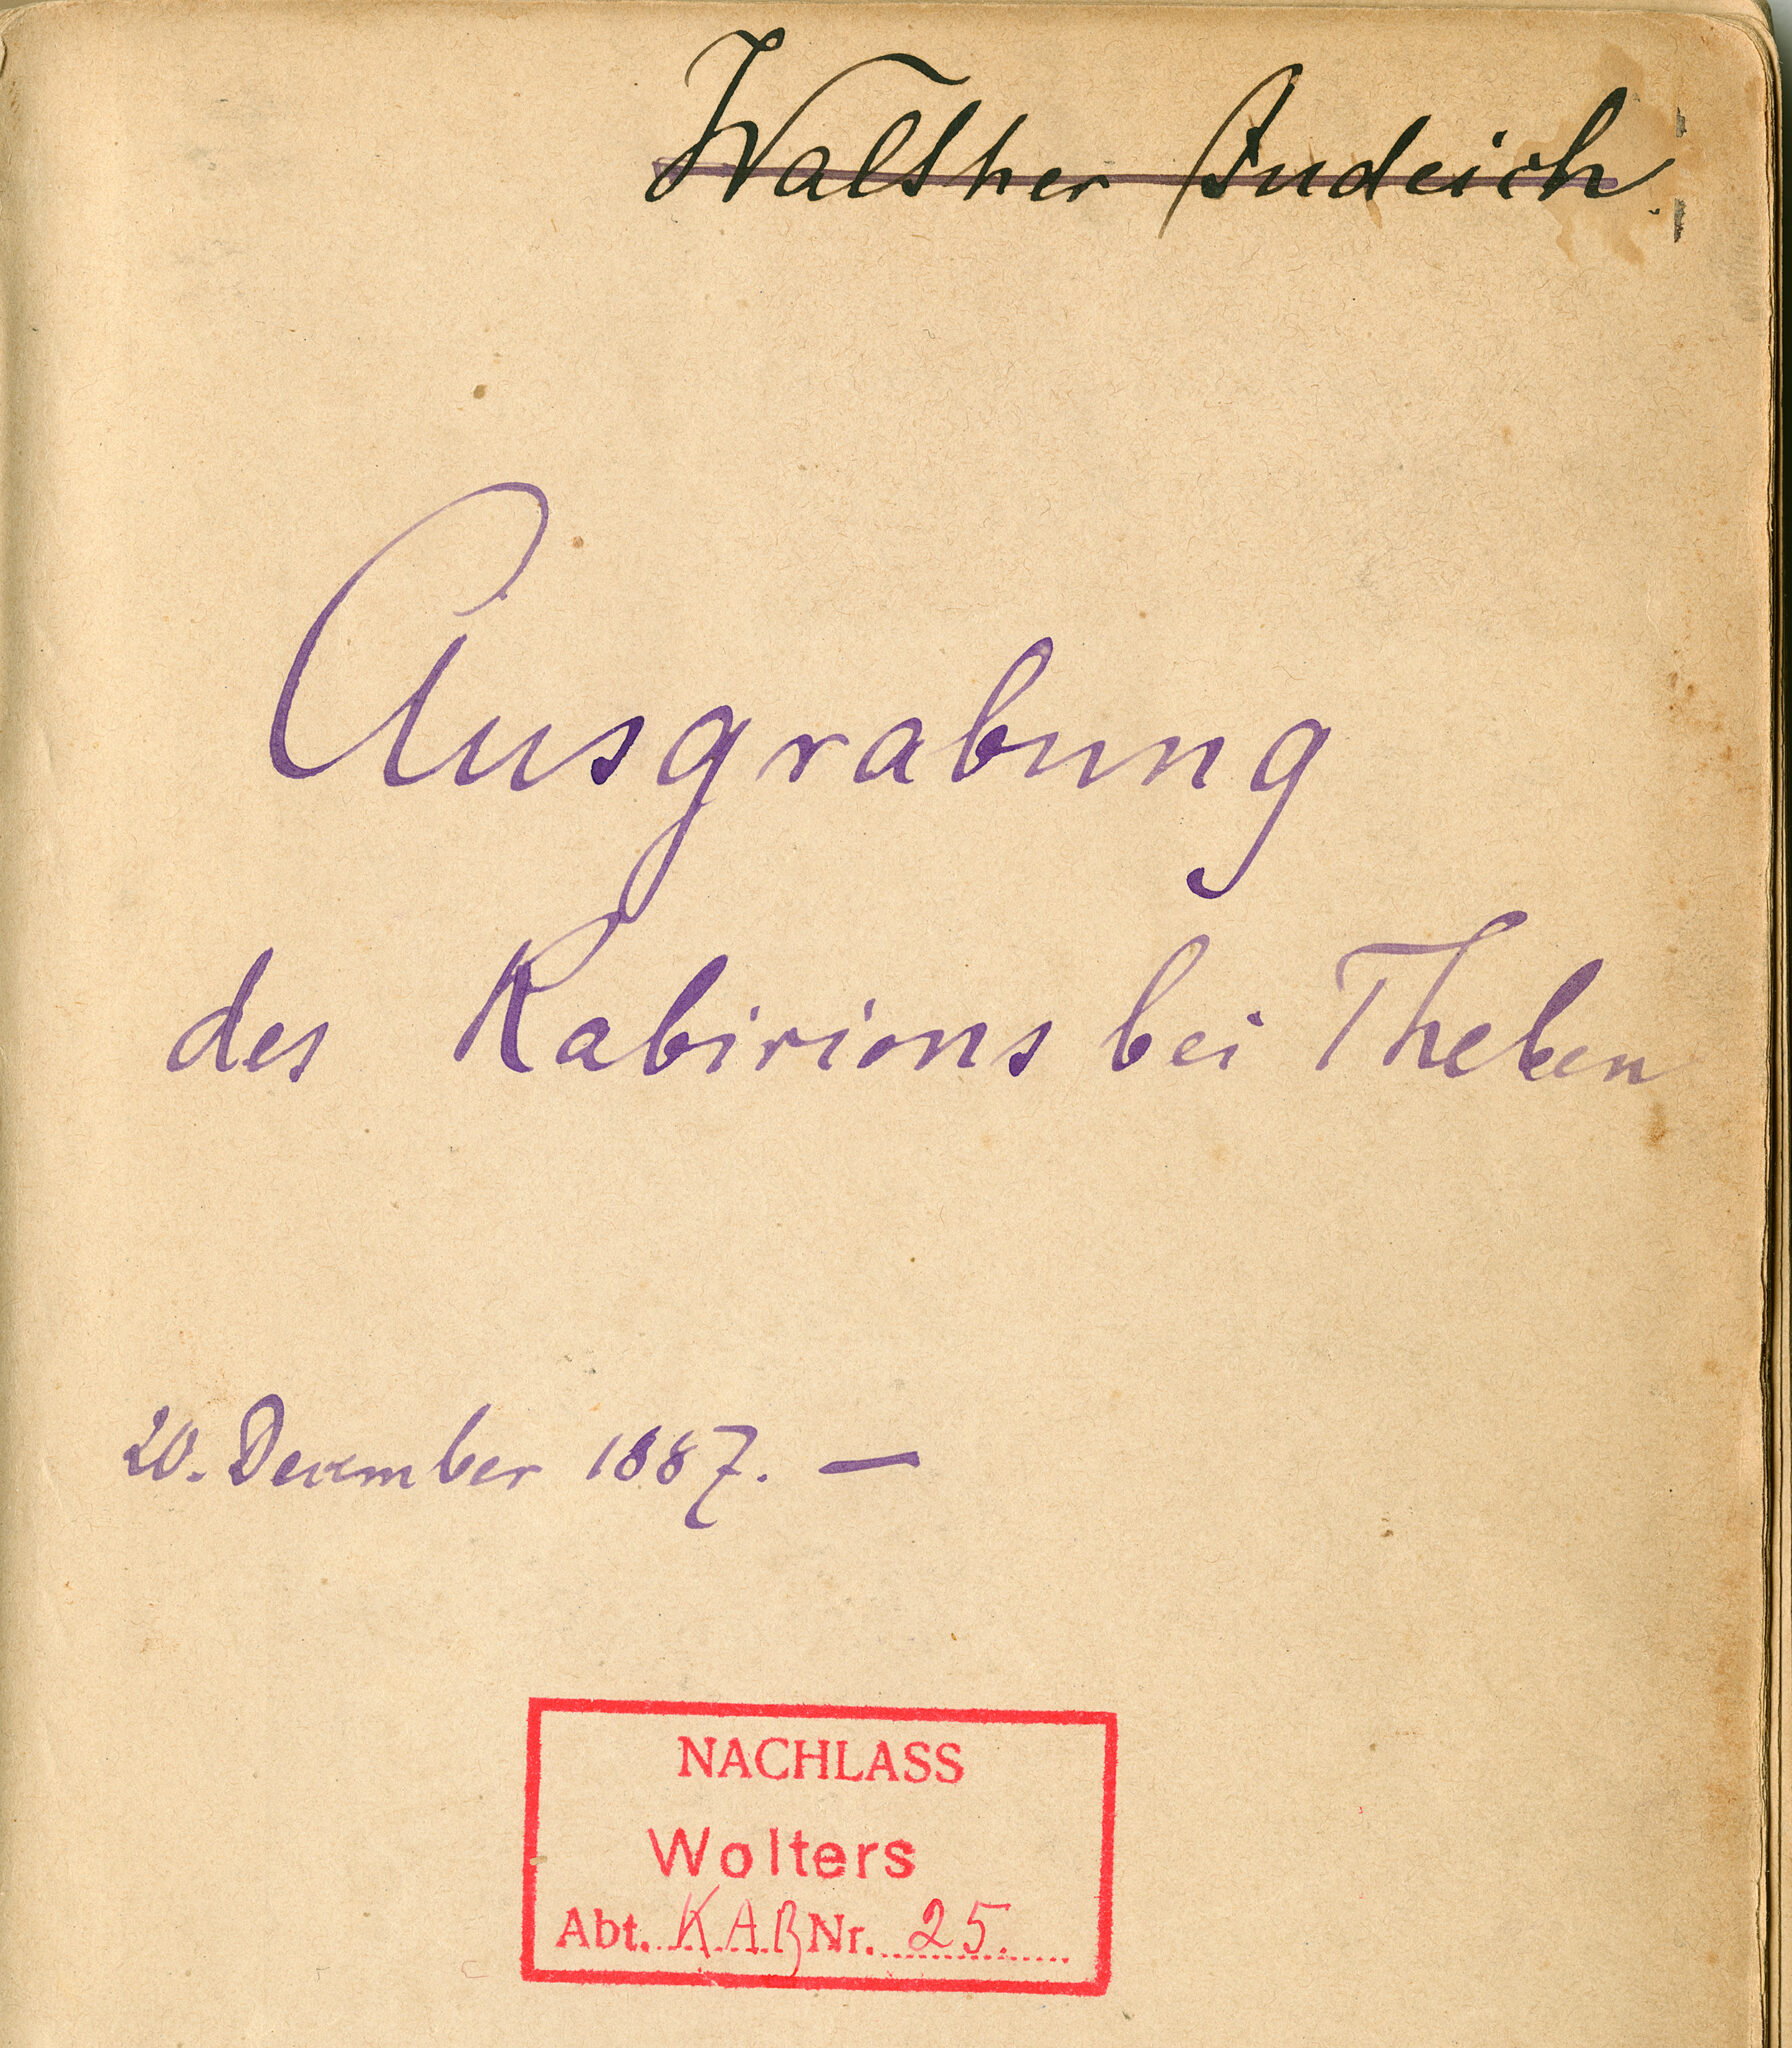 Walther Judeich
Ausgrabung
des Kabirions bei Theben
20. December 1887. —
NACHLASS
Wolters
Abt. KAB Nr. 25.